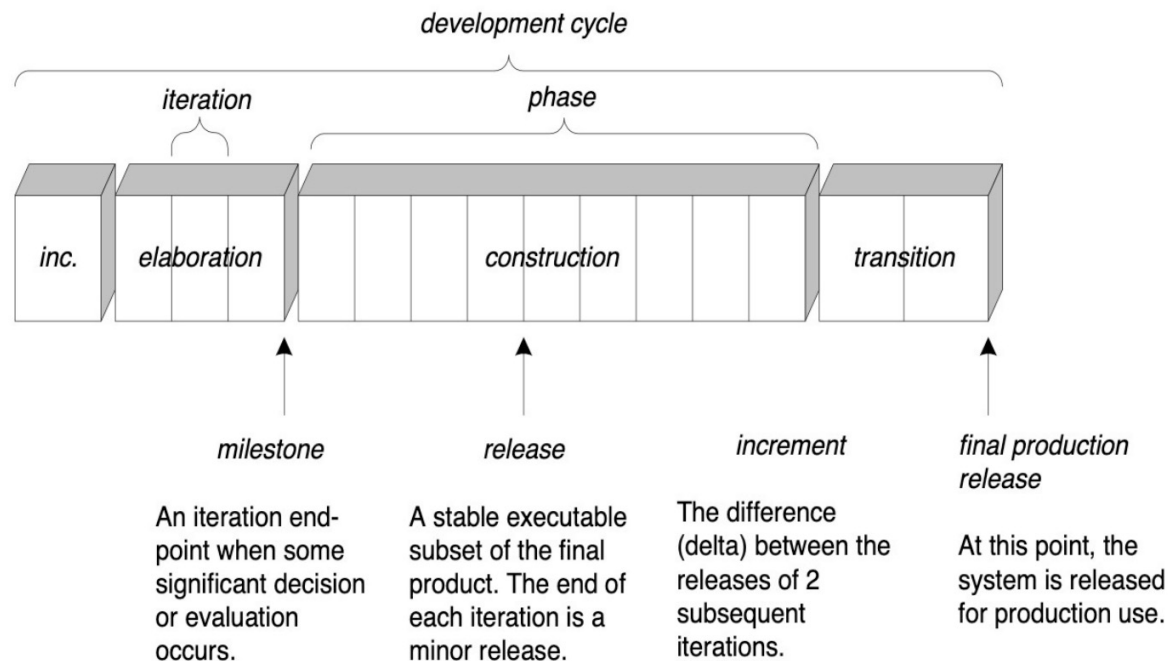 development cycle
iteration
phase
inc.
elaboration
construction
transition
milestone
An iteration end-
point when some
significant decision
or evaluation
occurs.
release
A stable executable
subset of the final
product. The end of
each iteration is a
minor release.
increment
The difference
(delta) between the
releases of 2
subsequent
iterations.
final production
release
At this point, the
system is released
for production use.